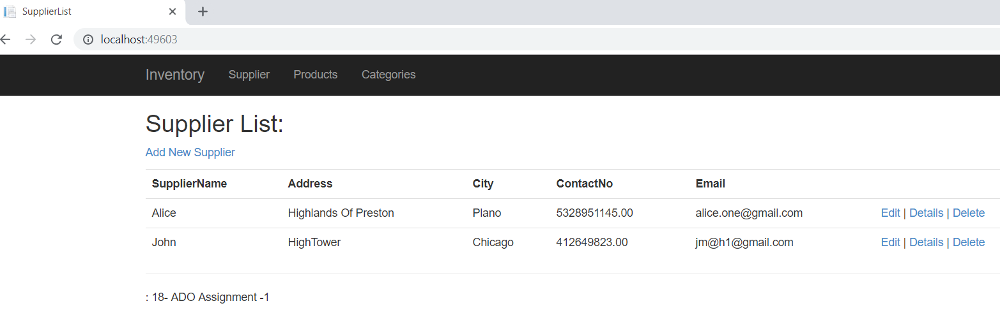 SupplierList
localhost:49603
Inventory Supplier Products Categories
Supplier List:
Add New Supplier
SupplierName Address City ContactNo Email
Alice Highlands Of Preston Plano 5328951145.00 alice.one@gmail.com Edit | Details | Delete
John HighTower Chicago 412649823.00 jm@h1@gmail.com Edit | Details | Delete
: 18- ADO Assignment -1